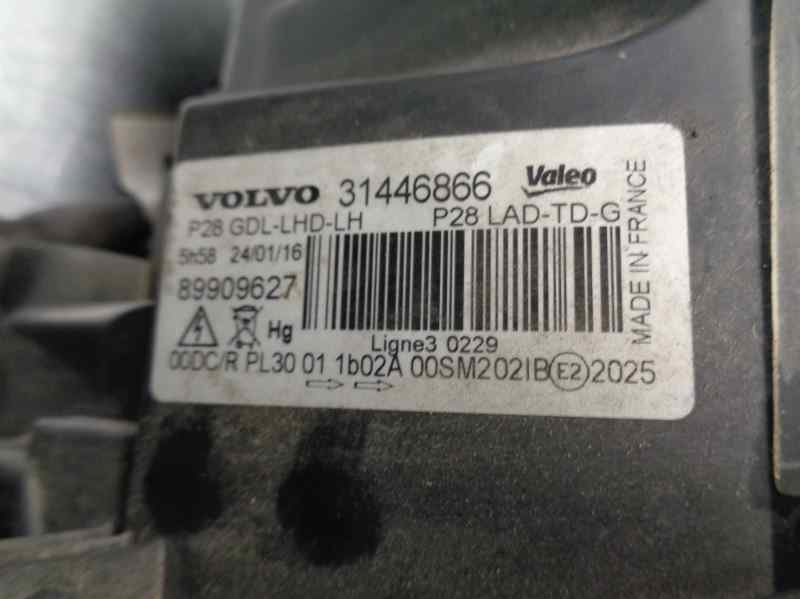 VOLVO 31446866 Valeo
P28 GDL-LHD-LH P28 LAD-TD-G
5h58 24/01/16
89909627
Hg
Ligne3 0229
00DC/R PL30 01 1b02A 00SM202IB E2 2025
MADE IN FRANCE